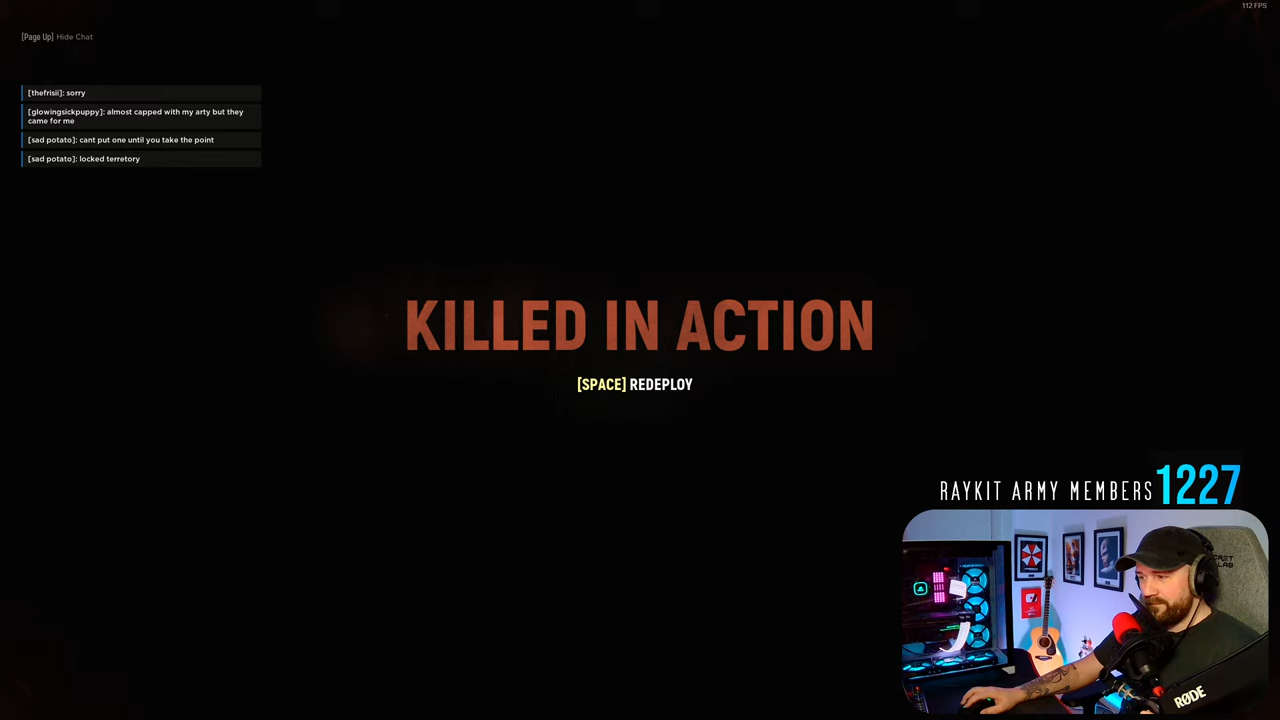 112 FPS
[Page Up] Hide Chat
[thefrisii]: sorry
[glowingsickpuppy]: almost capped with my arty but they
came for me
[sad potato]: cant put one until you take the point
[sad potato]: locked terretory
KILLED IN ACTION
[SPACE] REDEPLOY
RAYKIT ARMY MEMBERS 1227
RØDE